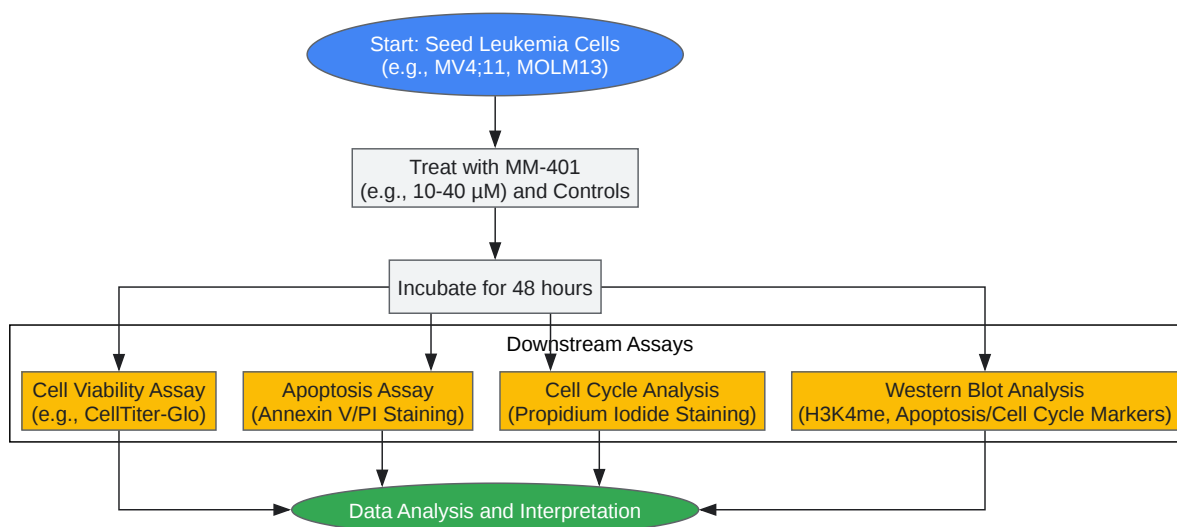 Start: Seed Leukemia Cells
(e.g., MV4;11, MOLM13)
Treat with MM-401
(e.g., 10-40 µM) and Controls
Incubate for 48 hours
Downstream Assays
Cell Viability Assay
(e.g., CellTiter-Glo)
Apoptosis Assay
(Annexin V/PI Staining)
Cell Cycle Analysis
(Propidium Iodide Staining)
Western Blot Analysis
(H3K4me, Apoptosis/Cell Cycle Markers)
Data Analysis and Interpretation